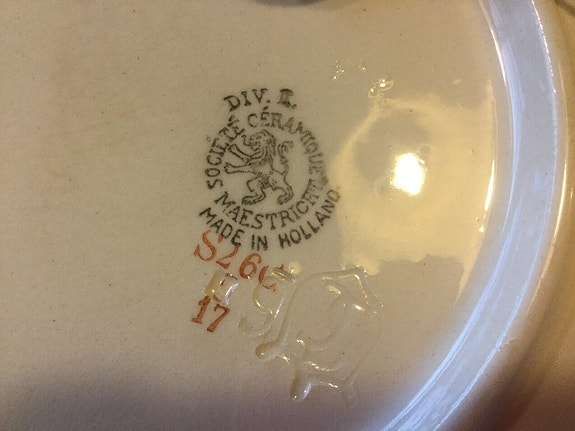 DIV. II.
SOCIÉTÉ CÉRAMIQUE
MAESTRICHT
MADE IN HOLLAND
17